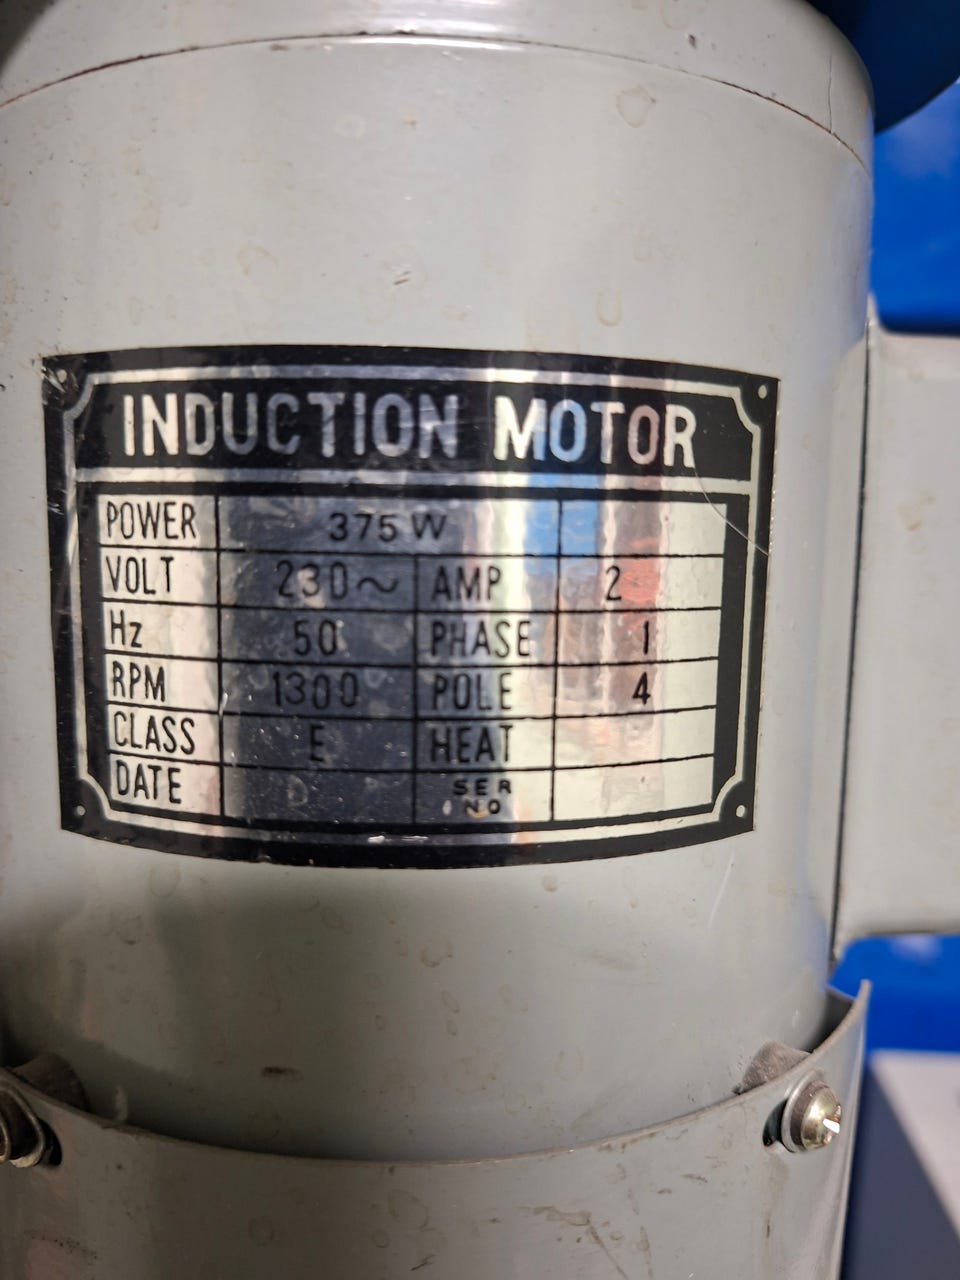 INDUCTION MOTOR
POWER 375 W
VOLT 230~ AMP 2
Hz 50 PHASE 1
RPM 1300 POLE 4
CLASS E HEAT
DATE SER NO